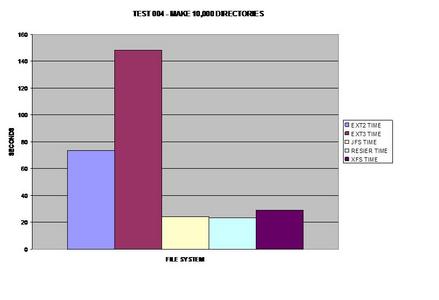 TEST 004 - MAKE 10,000 DIRECTORIES
160
140
120
100
80
60
40
20
0
SECONDS
FILE SYSTEM
EXT2 TIME
EXT3 TIME
JFS TIME
RESIER TIME
XFS TIME